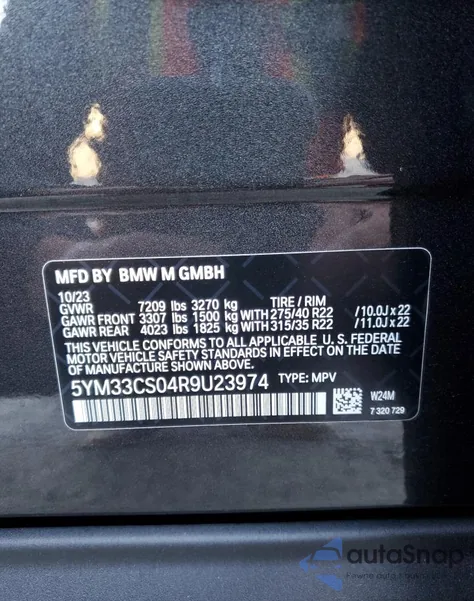 MFD BY BMW M GMBH
10/23
GVWR 7209 lbs 3270 kg TIRE / RIM
GAWR FRONT 3307 lbs 1500 kg WITH 275/40 R22 /10.0J x 22
GAWR REAR 4023 lbs 1825 kg WITH 315/35 R22 /11.0J x 22
THIS VEHICLE CONFORMS TO ALL APPLICABLE U. S. FEDERAL
MOTOR VEHICLE SAFETY STANDARDS IN EFFECT ON THE
DATE OF MANUFACTURE SHOWN ABOVE.
5YM33CS04R9U23974 TYPE: MPV
W24M
7 320 729
autoSnap